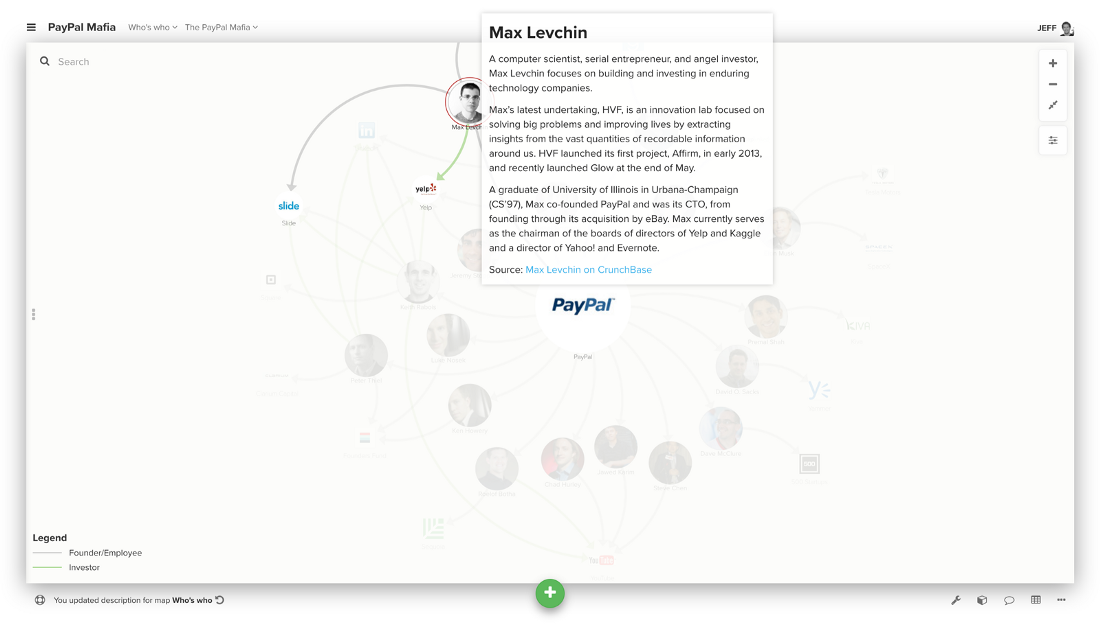 PayPal Mafia
Who's who
The PayPal Mafia
JEFF
Search
Max Levchin
A computer scientist, serial entrepreneur, and angel investor,
Max Levchin focuses on building and investing in enduring
technology companies.
Max's latest undertaking, HVF, is an innovation lab focused on
solving big problems and improving lives by extracting
insights from the vast quantities of recordable information
around us. HVF launched its first project, Affirm, in early 2013,
and recently launched Glow at the end of May.
A graduate of University of Illinois in Urbana-Champaign
(CS'97), Max co-founded PayPal and was its CTO, from
founding through its acquisition by eBay. Max currently serves
as the chairman of the boards of directors of Yelp and Kaggle
and a director of Yahoo! and Evernote.
Source: Max Levchin on CrunchBase
slide
Slide
yelp
Yelp
PayPal
PayPal
KIVA
Legend
Founder/Employee
Investor
You updated description for map Who's who